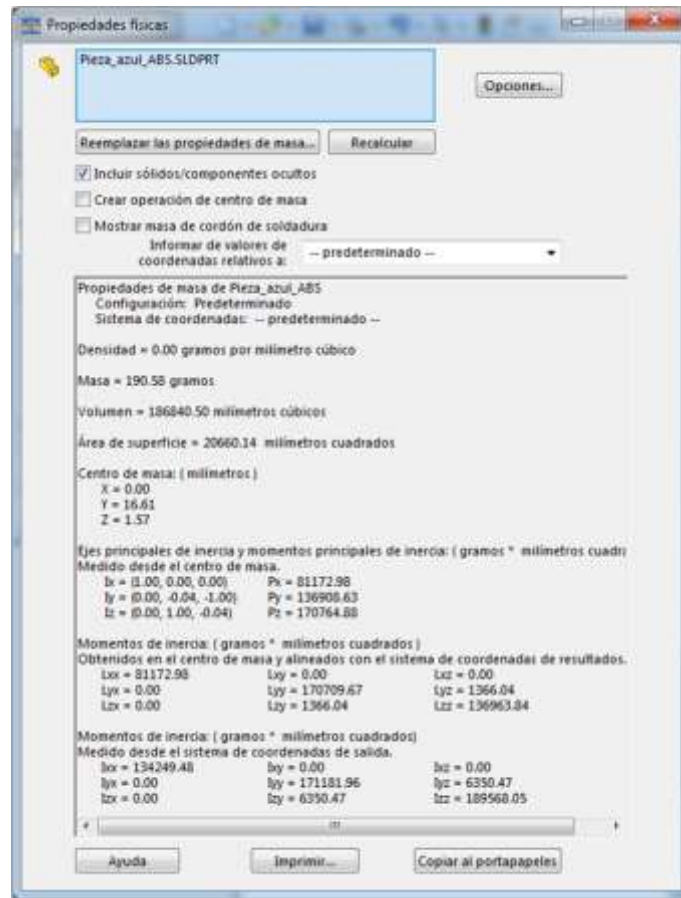 Propiedades físicas
Pieza_azul_ABS.SLDPRT
Opciones...
Reemplazar las propiedades de masa...
Recalcular
Incluir sólidos/componentes ocultos
Crear operación de centro de masa
Mostrar masa de cordón de soldadura
Informar de valores de coordenadas relativos a:
-- predeterminado --
Propiedades de masa de Pieza_azul_ABS
Configuración: Predeterminado
Sistema de coordenadas: -- predeterminado --
Densidad = 0.00 gramos por milímetro cúbico
Masa = 190.58 gramos
Volumen = 186840.50 milímetros cúbicos
Área de superficie = 20660.14 milímetros cuadrados
Centro de masa: ( milímetros )
X = 0.00
Y = 16.61
Z = 1.57
Ejes principales de inercia y momentos principales de inercia: ( gramos * milímetros cuadra
Medido desde el centro de masa.
Ix = (1.00, 0.00, 0.00) Px = 81172.98
Iy = (0.00, -0.04, -1.00) Py = 136908.63
Iz = (0.00, 1.00, -0.04) Pz = 170764.88
Momentos de inercia: ( gramos * milímetros cuadrados )
Obtenidos en el centro de masa y alineados con el sistema de coordenadas de resultados.
Lxx = 81172.98 Lxy = 0.00 Lxz = 0.00
Lyx = 0.00 Lyy = 170709.67 Lyz = 1366.04
Lzx = 0.00 Lzy = 1366.04 Lzz = 136963.84
Momentos de inercia: ( gramos * milímetros cuadrados)
Medido desde el sistema de coordenadas de salida.
Ixx = 134249.48 Ixy = 0.00 Ixz = 0.00
Iyx = 0.00 Iyy = 171181.96 Iyz = 6350.47
Izx = 0.00 Izy = 6350.47 Izz = 189568.05
Ayuda
Imprimir...
Copiar al portapapeles